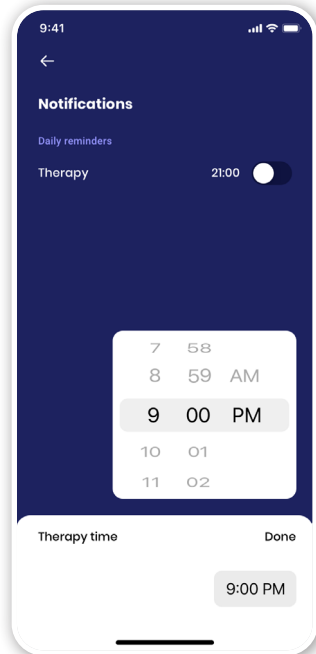 9:41
Notifications
Daily reminders
Therapy 21:00
7 58
8 59 AM
9 00 PM
10 01
11 02
Therapy time Done
9:00 PM